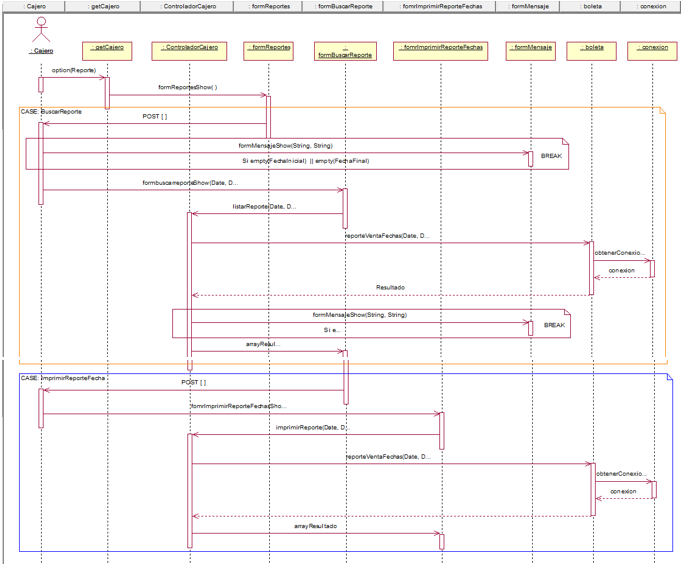 : Cajero
: getCajero
: ControladorCajero
: formReportes
: formBuscarReporte
: fomrImprimirReporteFechas
: formMensaje
: boleta
: conexion
: Cajero
: getCajero
: ControladorCajero
: formReportes
:
formBuscarReporte
: fomrImprimirReporteFechas
: formMensaje
: boleta
: conexion
option(Reporte)
formReportesShow( )
CASE: BuscarReporte
POST [ ]
formMensajeShow(String, String)
BREAK
Si empty(FechaInicial) || empty(FechaFinal)
formbuscarreporteShow(Date, D...
listarReporte(Date, D...
reporteVentaFechas(Date, D...
obtenerConexio...
conexion
Resultado
formMensajeShow(String, String)
BREAK
Si e...
arrayResul...
CASE: ImprimirReporteFecha
POST [ ]
fomrImprimirReporteFechasSho...
imprimirReporte(Date, D...
reporteVentaFechas(Date, D...
obtenerConexio...
conexion
arrayResultado